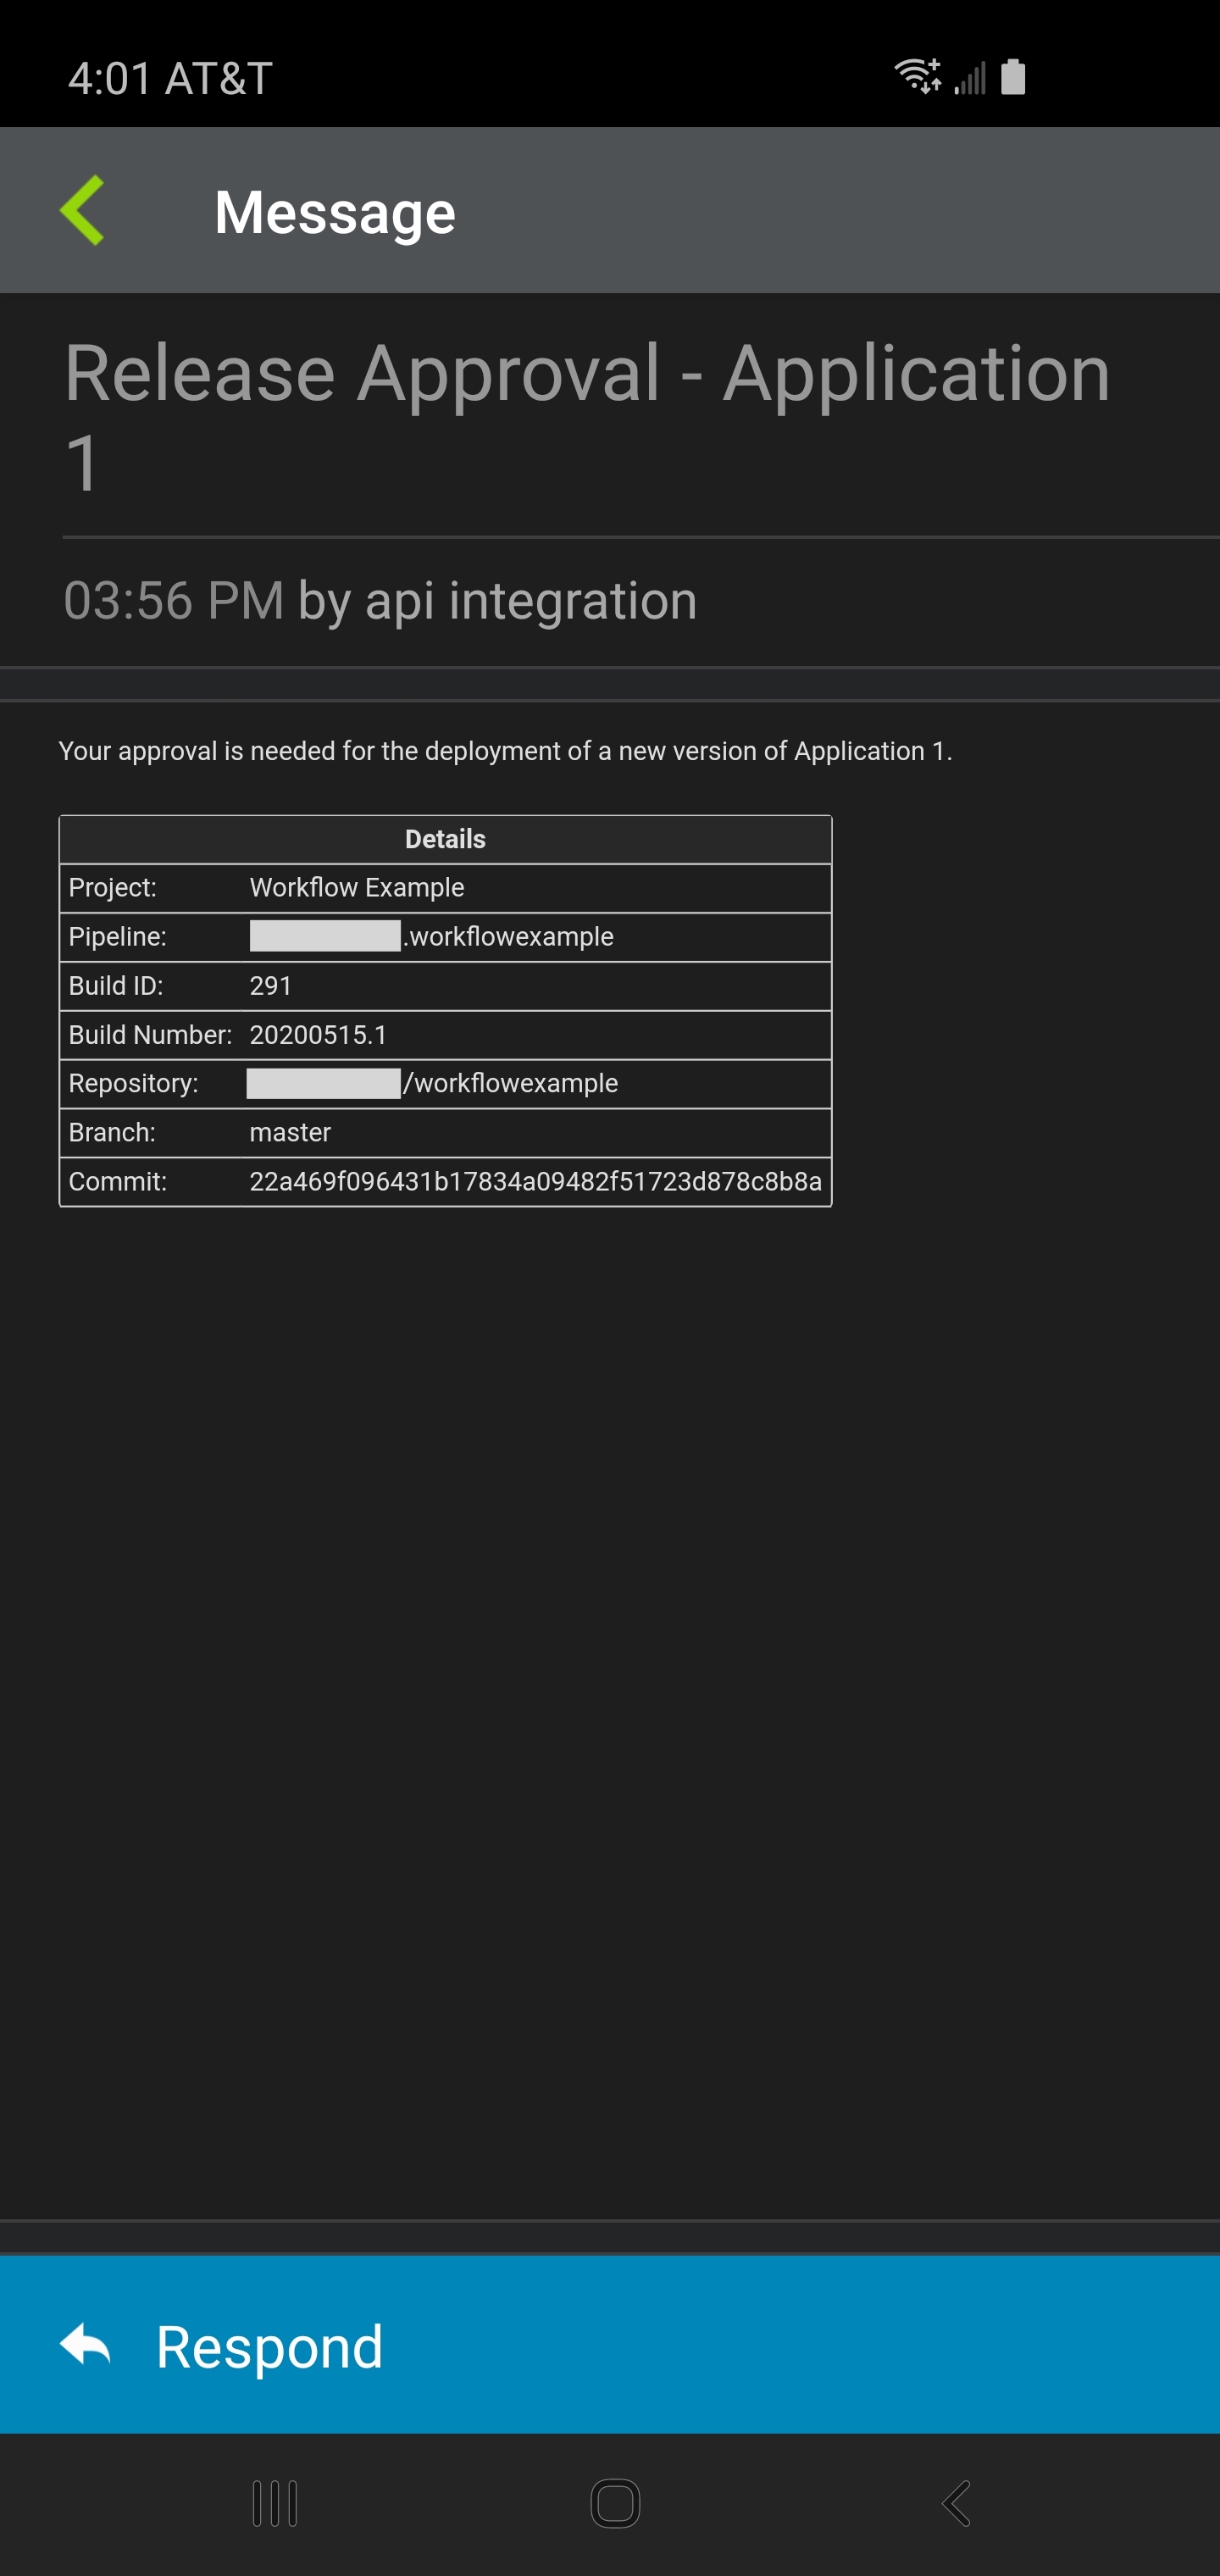 4:01 AT&T
Message
Release Approval - Application
1
03:56 PM by api integration
Your approval is needed for the deployment of a new version of Application 1.
Details
Project: Workflow Example
Pipeline: .workflowexample
Build ID: 291
Build Number: 20200515.1
Repository: /workflowexample
Branch: master
Commit: 22a469f096431b17834a09482f51723d878c8b8a
Respond